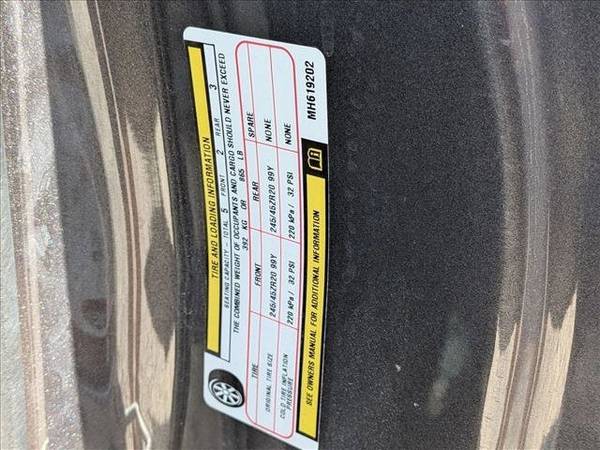 TIRE AND LOADING INFORMATION
SEATING CAPACITY - TOTAL 5 FRONT 2 REAR 3
THE COMBINED WEIGHT OF OCCUPANTS AND CARGO SHOULD NEVER EXCEED
392 KG OR 865 LB
TIRE FRONT REAR SPARE
ORIGINAL TIRE SIZE 245/45ZR20 99Y 245/45ZR20 99Y NONE
COLD TIRE INFLATION PRESSURE 220 kPa / 32 PSI 220 kPa / 32 PSI NONE
SEE OWNERS MANUAL FOR ADDITIONAL INFORMATION
MH619202